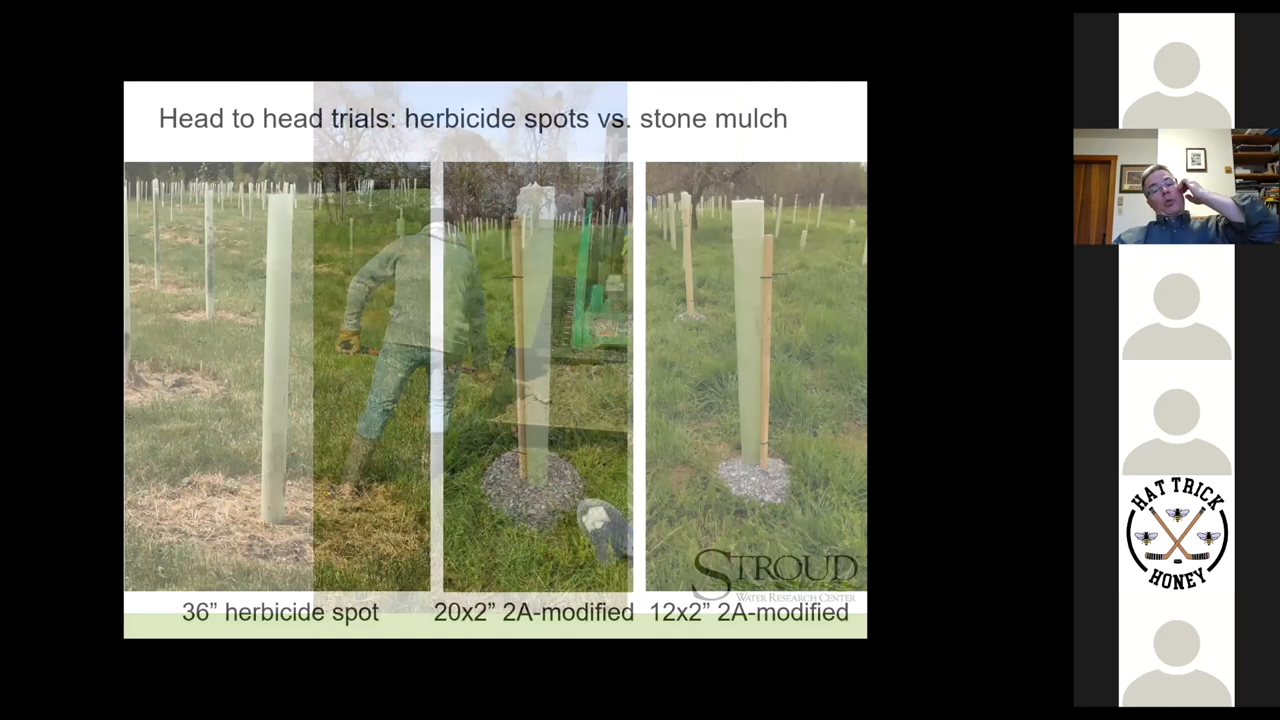 Head to head trials: herbicide spots vs. stone mulch
36” herbicide spot
20x2” 2A-modified
12x2” 2A-modified
STROUD
WATER RESEARCH CENTER
HAT TRICK
HONEY